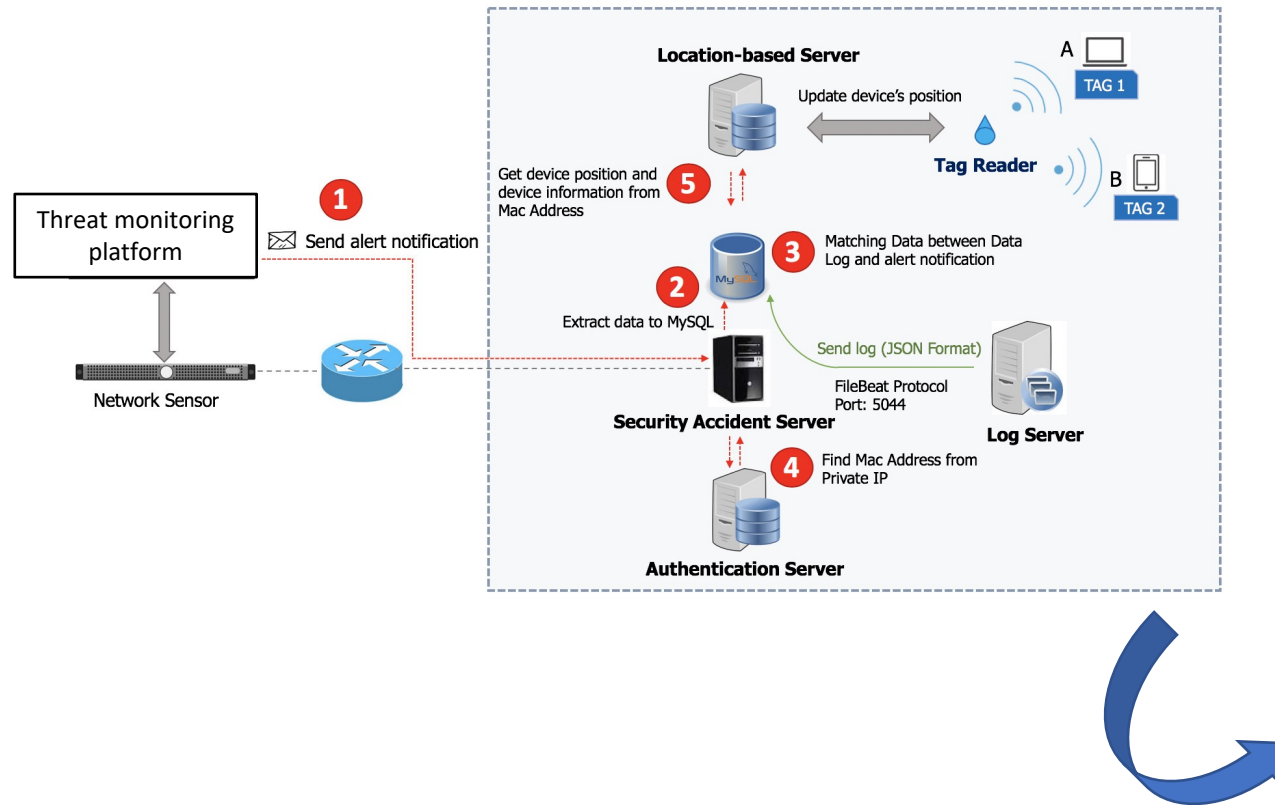 Location-based Server
A
TAG 1
Update device's position
Tag Reader
B
TAG 2
Get device position and
device information from
Mac Address
5
1
Threat monitoring
platform
Send alert notification
3
Matching Data between Data
Log and alert notification
MySQL
2
Extract data to MySQL
Send log (JSON Format)
FileBeat Protocol
Port: 5044
Network Sensor
Security Accident Server
Log Server
4
Find Mac Address from
Private IP
Authentication Server